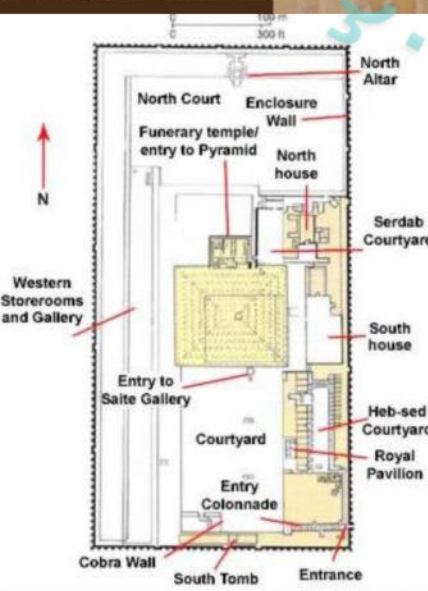 0 100 m
0 300 ft
North
Altar
North Court
Enclosure
Wall
Funerary temple/
entry to Pyramid
North
house
N
Serdab
Courtyard
Western
Storerooms
and Gallery
South
house
Entry to
Saite Gallery
Heb-sed
Courtyard
Courtyard
Royal
Pavilion
Entry
Colonnade
Cobra Wall
South Tomb
Entrance